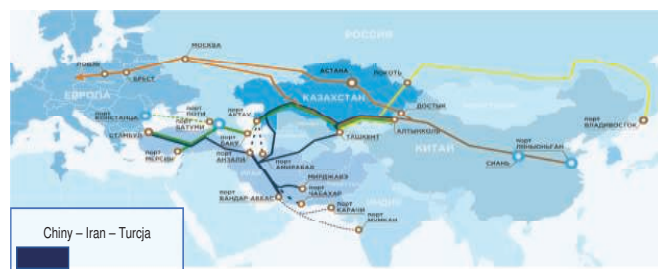 РОССИЯ
МОСКВА
БРЕСТ
ЕВРОПА
АСТАНА
ЛОКОТЬ
КАЗАХСТАН
ДОСТЫК
АЛТЫНКОЛЬ
ПОРТ
КОНСТАНЦА
ПОРТ
ПОТИ
ПОРТ
БАТУМИ
ПОРТ
АКТАУ
СТАМБУЛ
ПОРТ
БАКУ
ТАШКЕНТ
КИТАЙ
ПОРТ
ВЛАДИВОСТОК
ПОРТ
ЛЯНЬЮНЬГАН
СИАНЬ
ПОРТ
МЕРСИН
ПОРТ
АНЗАЛИ
ПОРТ
АМИРАБАД
ИРАН
МИРДЖАВЭ
ПОРТ
ЧАБАХАР
ПОРТ
БАНДАР АББАС
ПОРТ
КАРАЧИ
ПОРТ
МУМБАИ
Chiny – Iran – Turcja